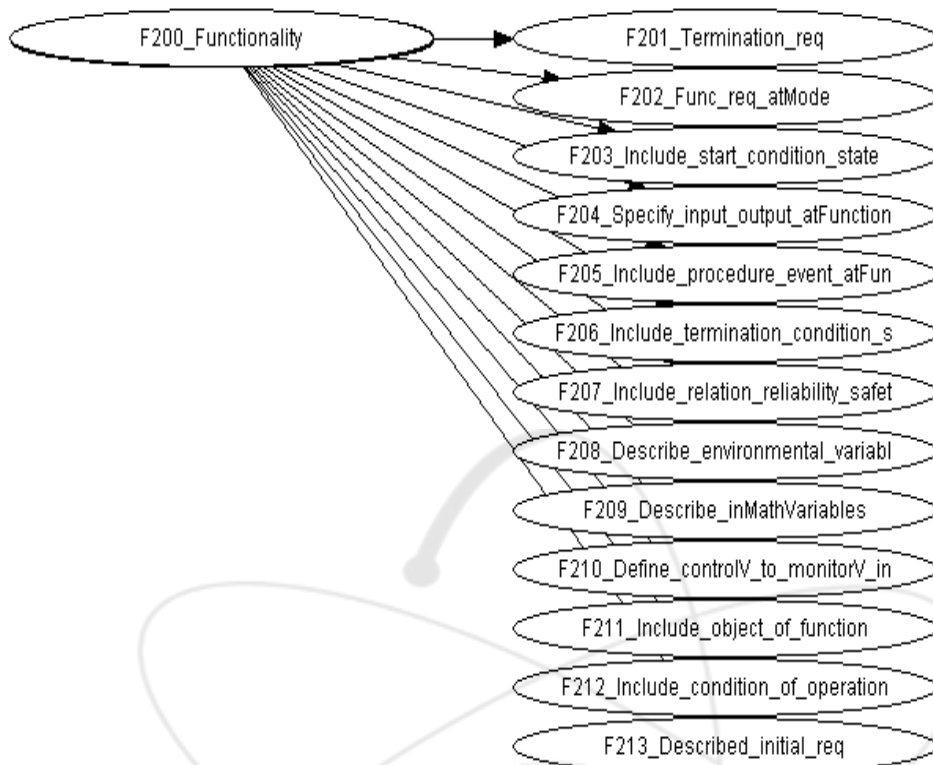 F200_Functionality
F201_Termination_req
F202_Func_req_atMode
F203_Include_start_condition_state
F204_Specify_input_output_atFunction
F205_Include_procedure_event_atFun
F206_Include_termination_condition_s
F207_Include_relation_reliability_safet
F208_Describe_environmental_variabl
F209_Describe_inMathVariables
F210_Define_controlV_to_monitorV_in
F211_Include_object_of_function
F212_Include_condition_of_operation
F213_Described_initial_req